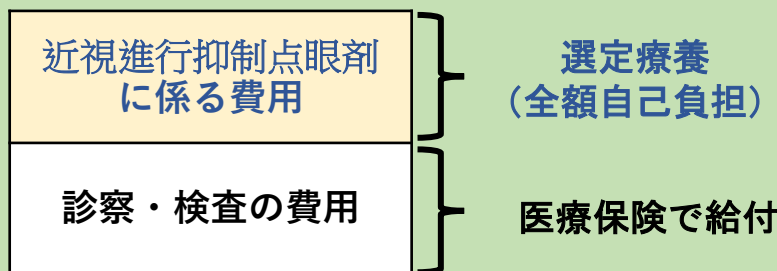 近視進行抑制点眼剤
に係る費用
選定療養
（全額自己負担）
診察・検査の費用
医療保険で給付